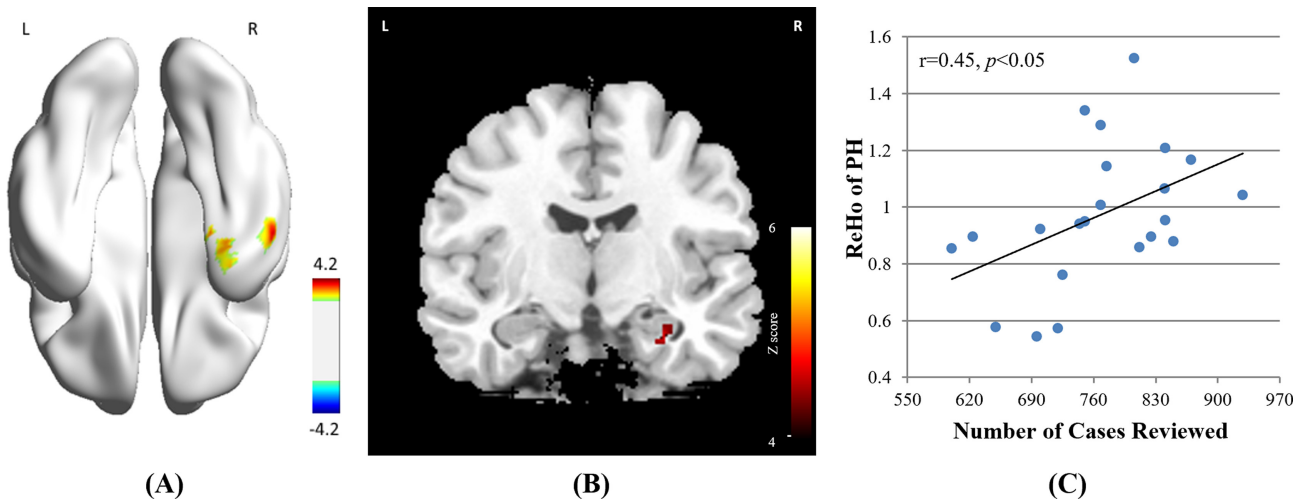 L
R
4.2
-4.2
(A)
L
R
6
Z score
4
(B)
r=0.45, p<0.05
ReHo of PH
1.6
1.4
1.2
1
0.8
0.6
0.4
550 620 690 760 830 900 970
Number of Cases Reviewed
(C)